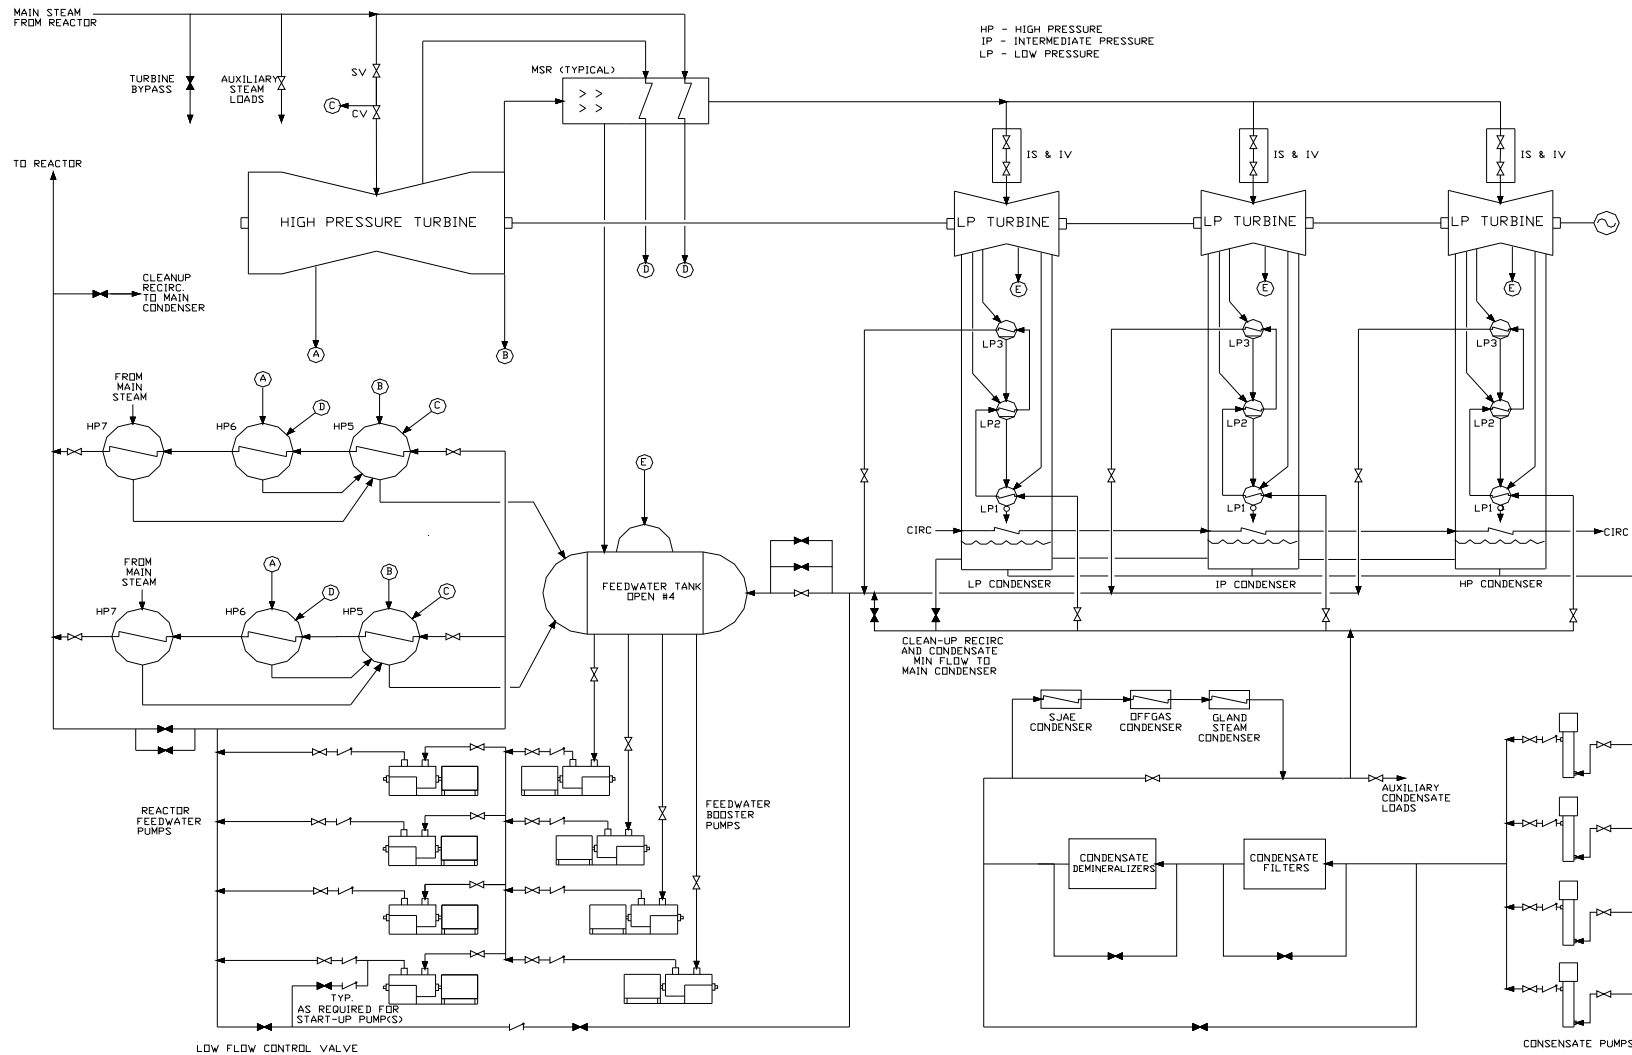 MAIN STEAM
FROM REACTOR
HP - HIGH PRESSURE
IP - INTERMEDIATE PRESSURE
LP - LOW PRESSURE
TURBINE
BYPASS
AUXILIARY
STEAM
LOADS
SV
C
CV
MSR (TYPICAL)
TO REACTOR
IS & IV
IS & IV
IS & IV
HIGH PRESSURE TURBINE
LP TURBINE
LP TURBINE
LP TURBINE
D
D
CLEANUP
RECIRC.
TO MAIN
CONDENSER
E
E
E
A
B
LP3
LP3
LP3
FROM
MAIN
STEAM
A
B
D
C
HP7
HP6
HP5
LP2
LP2
LP2
E
LP1
LP1
LP1
CIRC
CIRC
FROM
MAIN
STEAM
A
B
D
C
HP7
HP6
HP5
FEEDWATER TANK
OPEN #4
LP CONDENSER
IP CONDENSER
HP CONDENSER
CLEAN-UP RECIRC
AND CONDENSATE
MIN FLOW TO
MAIN CONDENSER
SJAE
CONDENSER
OFFGAS
CONDENSER
GLAND
STEAM
CONDENSER
AUXILIARY
CONDENSATE
LOADS
REACTOR
FEEDWATER
PUMPS
FEEDWATER
BOOSTER
PUMPS
CONDENSATE
DEMINERALIZERS
CONDENSATE
FILTERS
TYP.
AS REQUIRED FOR
START-UP PUMP(S)
LOW FLOW CONTROL VALVE
CONSENSATE PUMPS